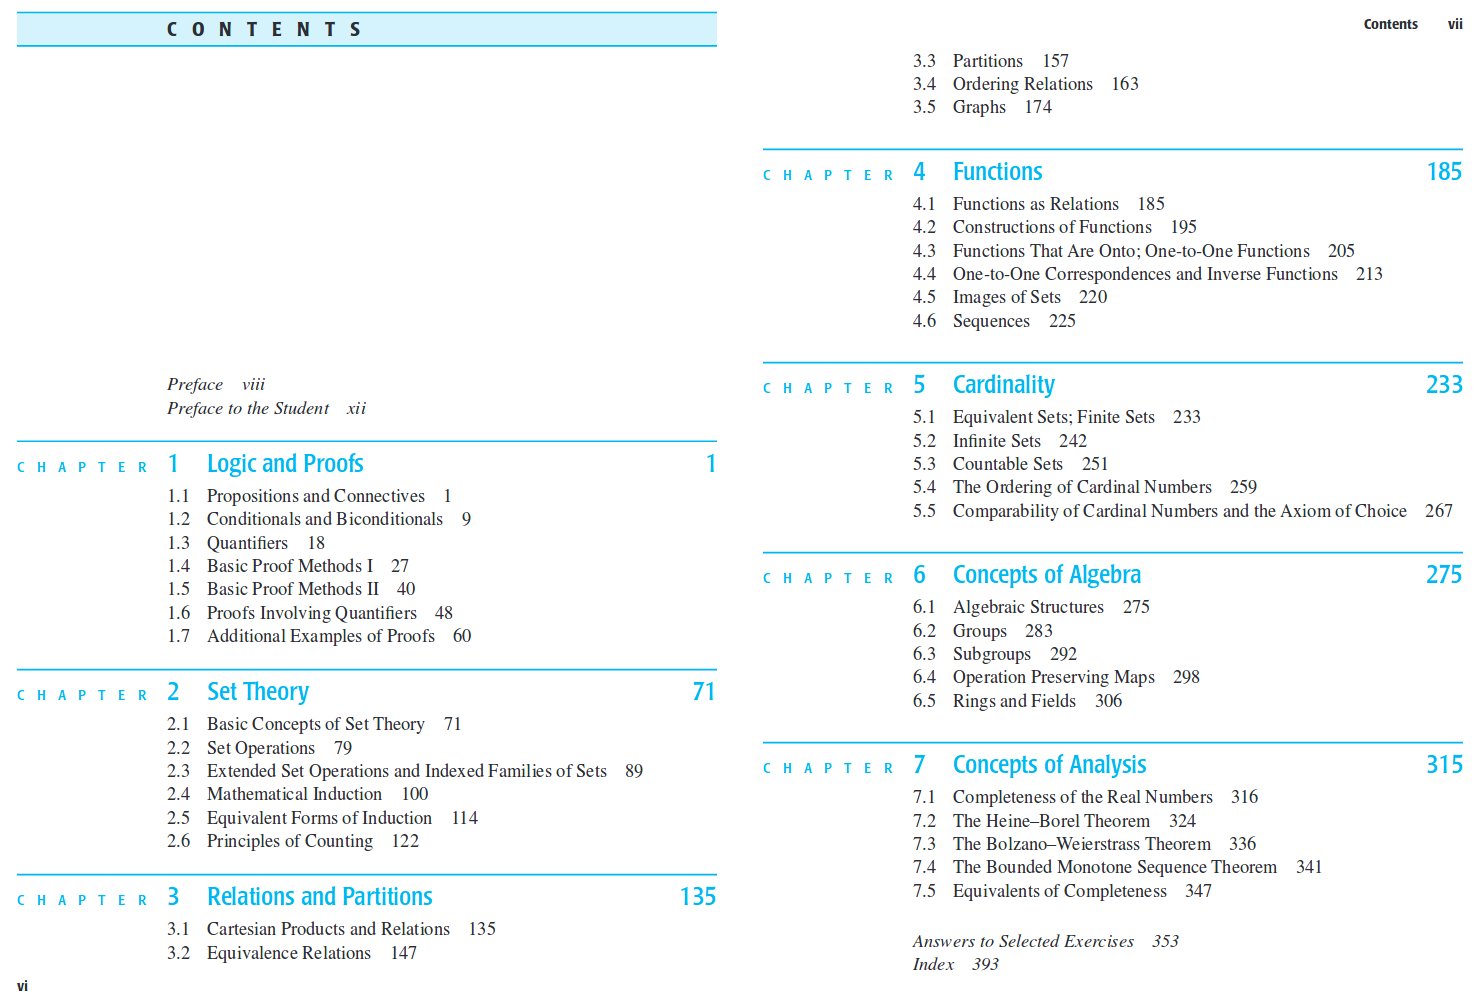 CONTENTS
Preface viii
Preface to the Student xii
CHAPTER 1 Logic and Proofs 1
1.1 Propositions and Connectives 1
1.2 Conditionals and Biconditionals 9
1.3 Quantifiers 18
1.4 Basic Proof Methods I 27
1.5 Basic Proof Methods II 40
1.6 Proofs Involving Quantifiers 48
1.7 Additional Examples of Proofs 60
CHAPTER 2 Set Theory 71
2.1 Basic Concepts of Set Theory 71
2.2 Set Operations 79
2.3 Extended Set Operations and Indexed Families of Sets 89
2.4 Mathematical Induction 100
2.5 Equivalent Forms of Induction 114
2.6 Principles of Counting 122
CHAPTER 3 Relations and Partitions 135
3.1 Cartesian Products and Relations 135
3.2 Equivalence Relations 147
vi
Contents vii
3.3 Partitions 157
3.4 Ordering Relations 163
3.5 Graphs 174
CHAPTER 4 Functions 185
4.1 Functions as Relations 185
4.2 Constructions of Functions 195
4.3 Functions That Are Onto; One-to-One Functions 205
4.4 One-to-One Correspondences and Inverse Functions 213
4.5 Images of Sets 220
4.6 Sequences 225
CHAPTER 5 Cardinality 233
5.1 Equivalent Sets; Finite Sets 233
5.2 Infinite Sets 242
5.3 Countable Sets 251
5.4 The Ordering of Cardinal Numbers 259
5.5 Comparability of Cardinal Numbers and the Axiom of Choice 267
CHAPTER 6 Concepts of Algebra 275
6.1 Algebraic Structures 275
6.2 Groups 283
6.3 Subgroups 292
6.4 Operation Preserving Maps 298
6.5 Rings and Fields 306
CHAPTER 7 Concepts of Analysis 315
7.1 Completeness of the Real Numbers 316
7.2 The Heine–Borel Theorem 324
7.3 The Bolzano–Weierstrass Theorem 336
7.4 The Bounded Monotone Sequence Theorem 341
7.5 Equivalents of Completeness 347
Answers to Selected Exercises 353
Index 393